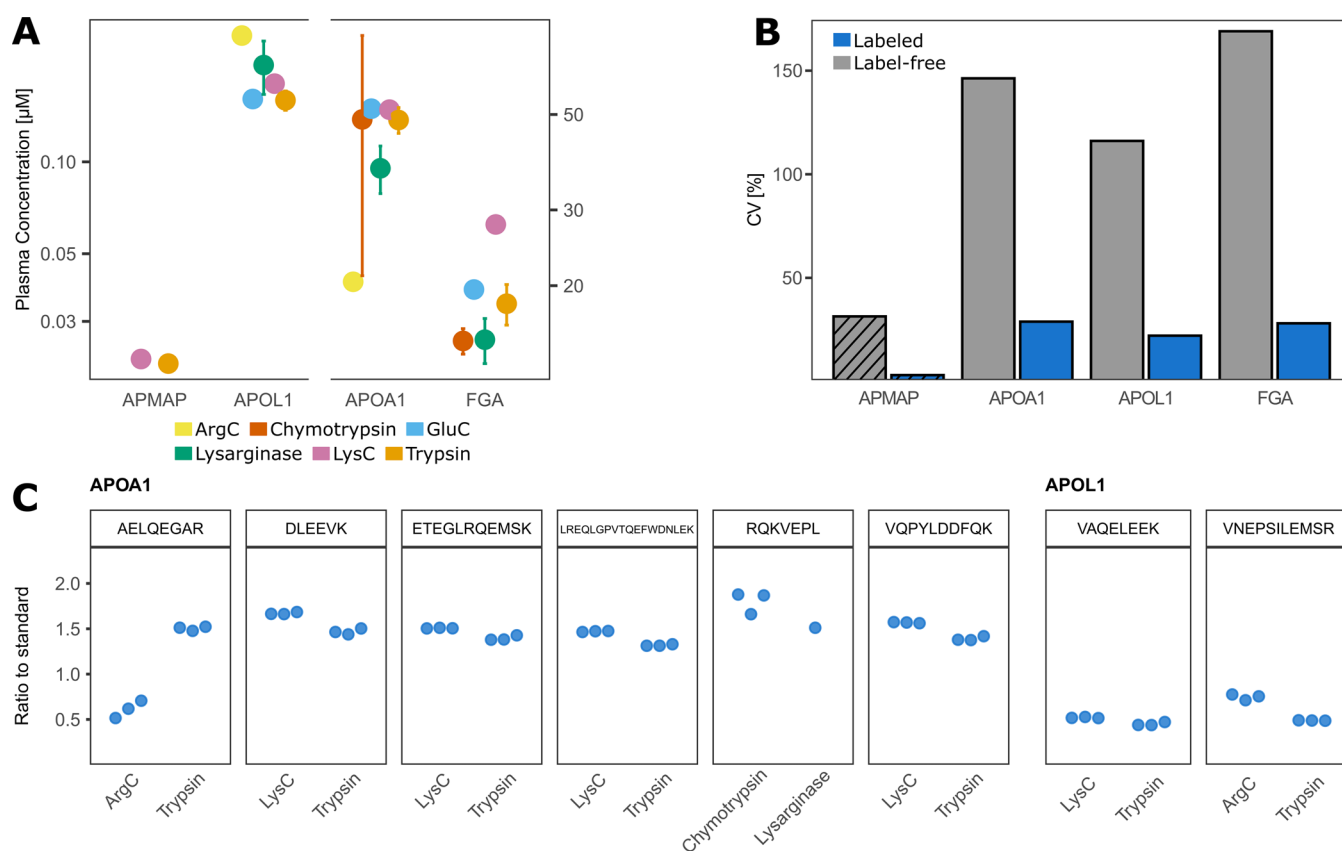 A
Plasma Concentration [µM]
0.10
0.05
0.03
50
30
20
APMAP APOL1 APOA1 FGA
ArgC Chymotrypsin GluC
Lysarginase LysC Trypsin
B
Labeled
Label-free
CV [%]
150
100
50
APMAP APOA1 APOL1 FGA
C
APOA1 APOL1
AELQEGAR DLEEVK ETEGLRQEMSK LREQLGPVTQEFWDNLEK RQKVEPL VQPYLDDFQK VAQELEEK VNEPSILEMSR
Ratio to standard
2.0
1.5
1.0
0.5
ArgC Trypsin LysC Trypsin LysC Trypsin LysC Trypsin Chymotrypsin Lysarginase LysC Trypsin LysC Trypsin ArgC Trypsin